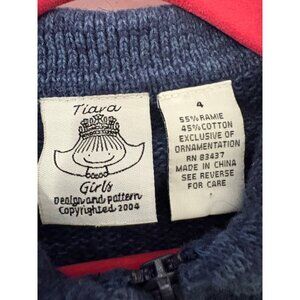 Tiara
Girls
Design and pattern
Copyrighted 2004
4
55% RAMIE
45% COTTON
EXCLUSIVE OF
ORNAMENTATION
RN 83437
MADE IN CHINA
SEE REVERSE
FOR CARE